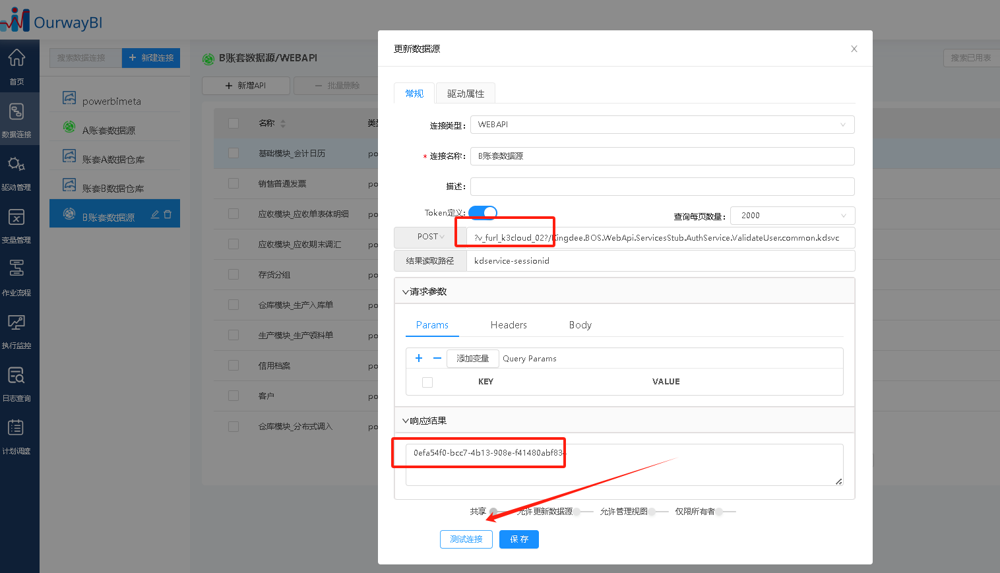 OurwayBI
首页
数据连接
驱动管理
变量管理
作业流程
执行监控
日志查询
计划调度
搜索数据连接
+ 新建连接
powerbimeta
A账套数据源
账套A数据仓库
账套B数据仓库
B账套数据源
B账套数据源/WEBAPI
搜索已用表
+ 新增API
— 批量删除
名称
类型
基础模块_会计日历
po
销售普通发票
po
应收模块_应收单表体明细
po
应收模块_应收期末调汇
po
存货分组
po
仓库模块_生产入库单
po
生产模块_生产领料单
po
信用档案
po
客户
po
仓库模块_分布式调入
po
更新数据源
常规
驱动属性
连接类型:
WEBAPI
* 连接名称:
B账套数据源
描述:
Token定义:
查询每页数量:
2000
POST
?v_furl_k3cloud_02?/Kingdee.BOS.WebApi.ServicesStub.AuthService.ValidateUser.common.kdsvc
结果读取路径
kdservice-sessionid
请求参数
Params
Headers
Body
添加变量
Query Params
KEY
VALUE
响应结果
0efa54f0-bcc7-4b13-908e-f41480abf834
共享
允许更新数据源
允许管理视图
仅限所有者
测试连接
保存